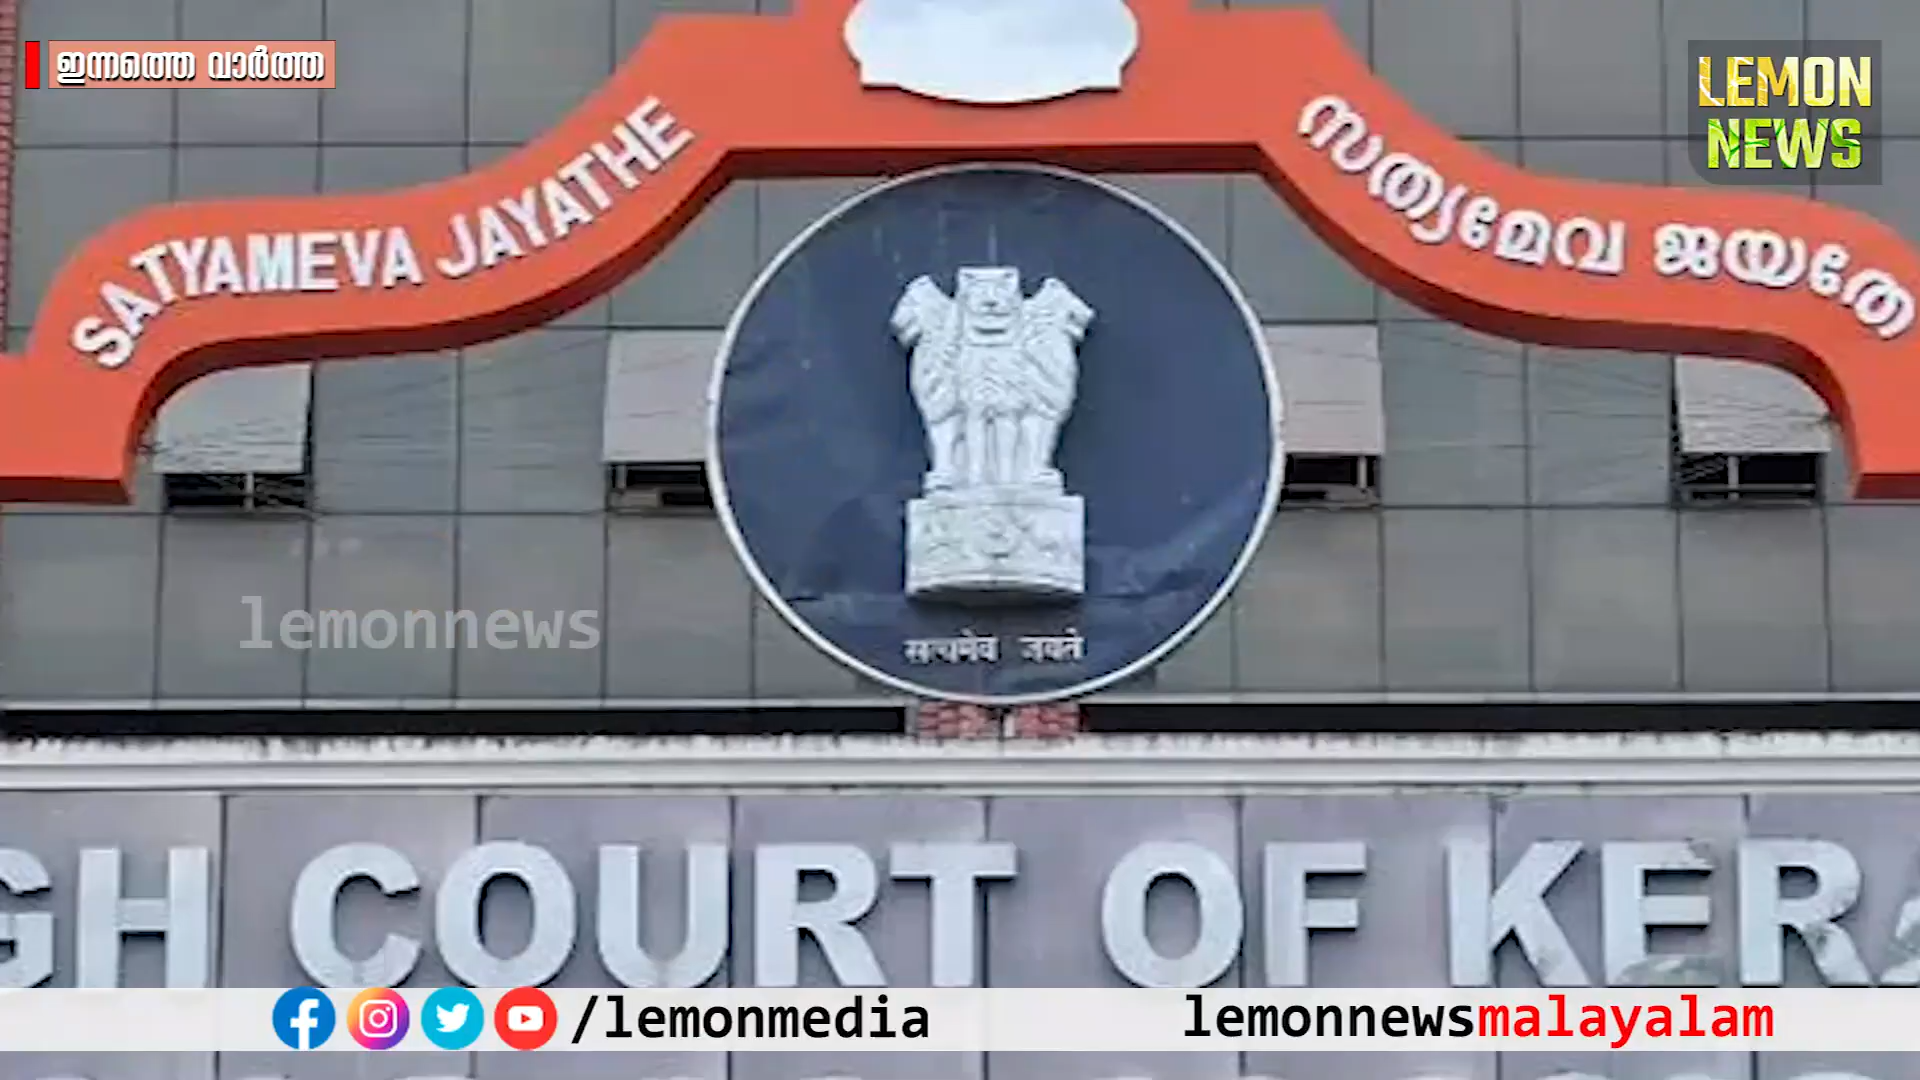 ഇന്നത്തെ വാർത്ത
LEMON
NEWS
SATYAMEVA JAYATHE
സത്യമേവ ജയതേ
lemonnews
सत्यमेव जयते
GH COURT OF KERA
/lemonmedia
lemonnewsmalayalam